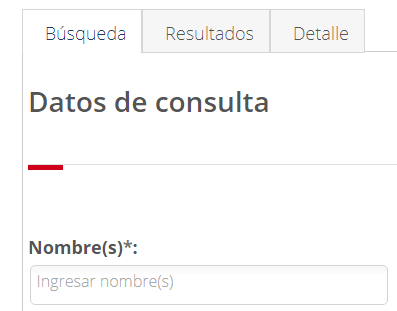 Búsqueda Resultados Detalle
Datos de consulta
Nombre(s)*:
Ingresar nombre(s)